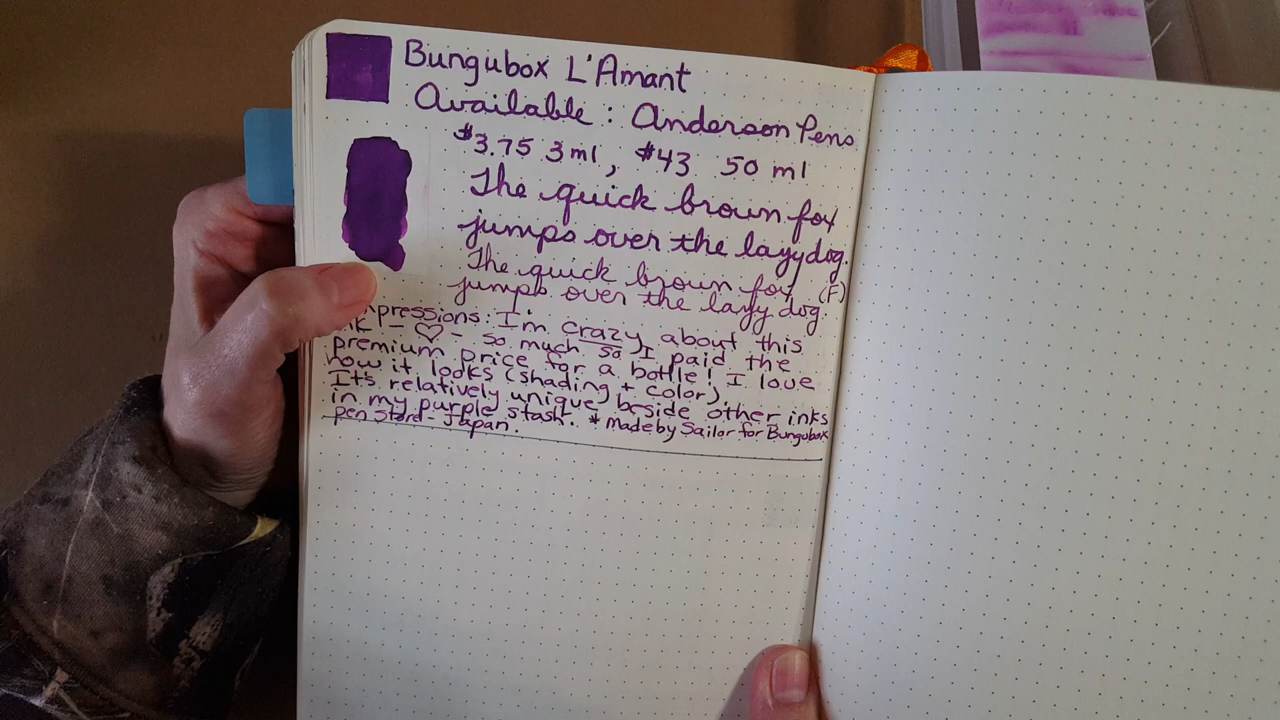 Bungubox L'Amant
Available : Anderson Pens
$3.75 3ml, $43 50 ml
The quick brown fox
jumps over the lazy dog.
The quick brown fox (F)
jumps over the lazy dog.
pressions: I'm crazy about this
- ♡ - so much so I paid the
premium price for a bottle! I love
how it looks (shading + color),
It's relatively unique beside other inks
in my purple stash. * made by Sailor for Bungubox
pen store - Japan.